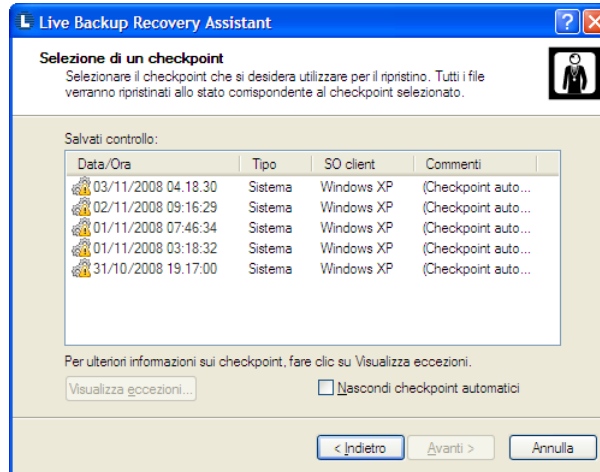 Live Backup Recovery Assistant
Selezione di un checkpoint
Selezionare il checkpoint che si desidera utilizzare per il ripristino. Tutti i file
verranno ripristinati allo stato corrispondente al checkpoint selezionato.
Salvati controllo:
Data/Ora Tipo SO client Commenti
03/11/2008 04.18.30 Sistema Windows XP (Checkpoint auto...
02/11/2008 09:16:29 Sistema Windows XP (Checkpoint auto...
01/11/2008 07:46:34 Sistema Windows XP (Checkpoint auto...
01/11/2008 03:18:32 Sistema Windows XP (Checkpoint auto...
31/10/2008 19.17:00 Sistema Windows XP (Checkpoint auto...
Per ulteriori informazioni sui checkpoint, fare clic su Visualizza eccezioni.
Visualizza eccezioni... Nascondi checkpoint automatici
< Indietro Avanti > Annulla